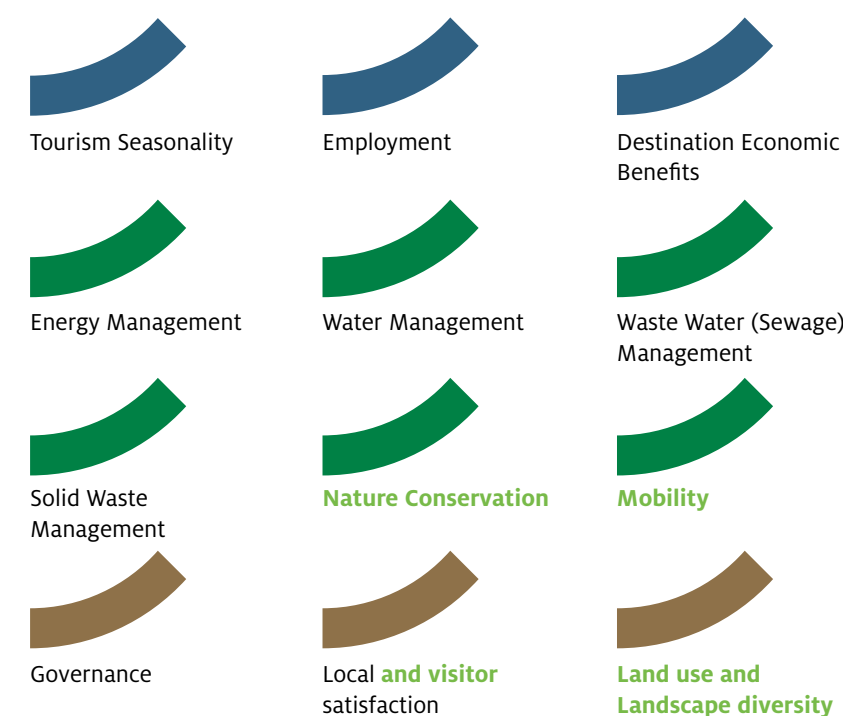 Tourism Seasonality
Employment
Destination Economic
Benefits
Energy Management
Water Management
Waste Water (Sewage)
Management
Solid Waste
Management
Nature Conservation
Mobility
Governance
Local and visitor
satisfaction
Land use and
Landscape diversity